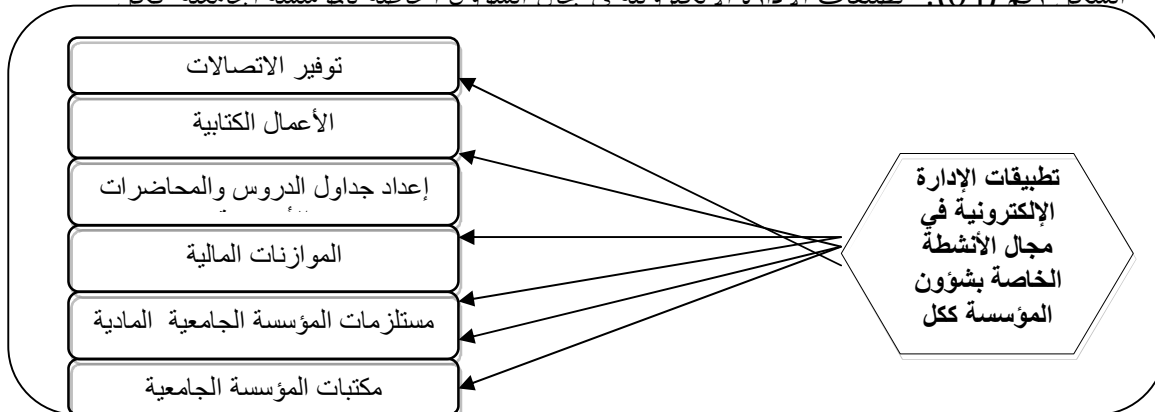 توفير الاتصالات
الأعمال الكتابية
إعداد جداول الدروس والمحاضرات
الموازنات المالية
مستلزمات المؤسسة الجامعية المادية
مكتبات المؤسسة الجامعية
تطبيقات الإدارة
الإلكترونية في
مجال الأنشطة
الخاصة بشؤون
المؤسسة ككل